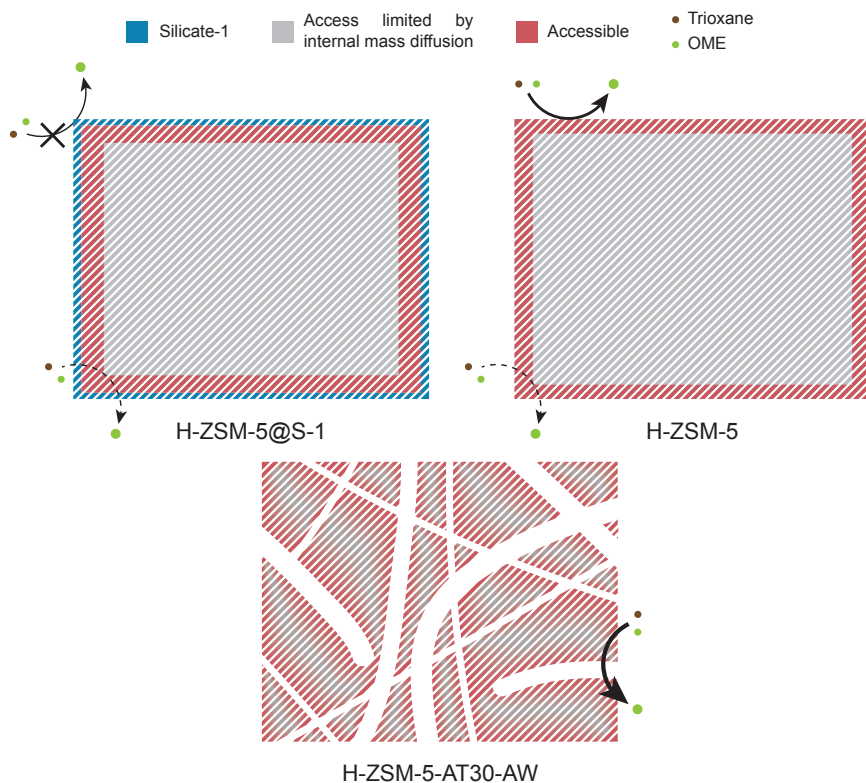 Silicate-1
Access limited by
internal mass diffusion
Accessible
Trioxane
OME
H-ZSM-5@S-1
H-ZSM-5
H-ZSM-5-AT30-AW